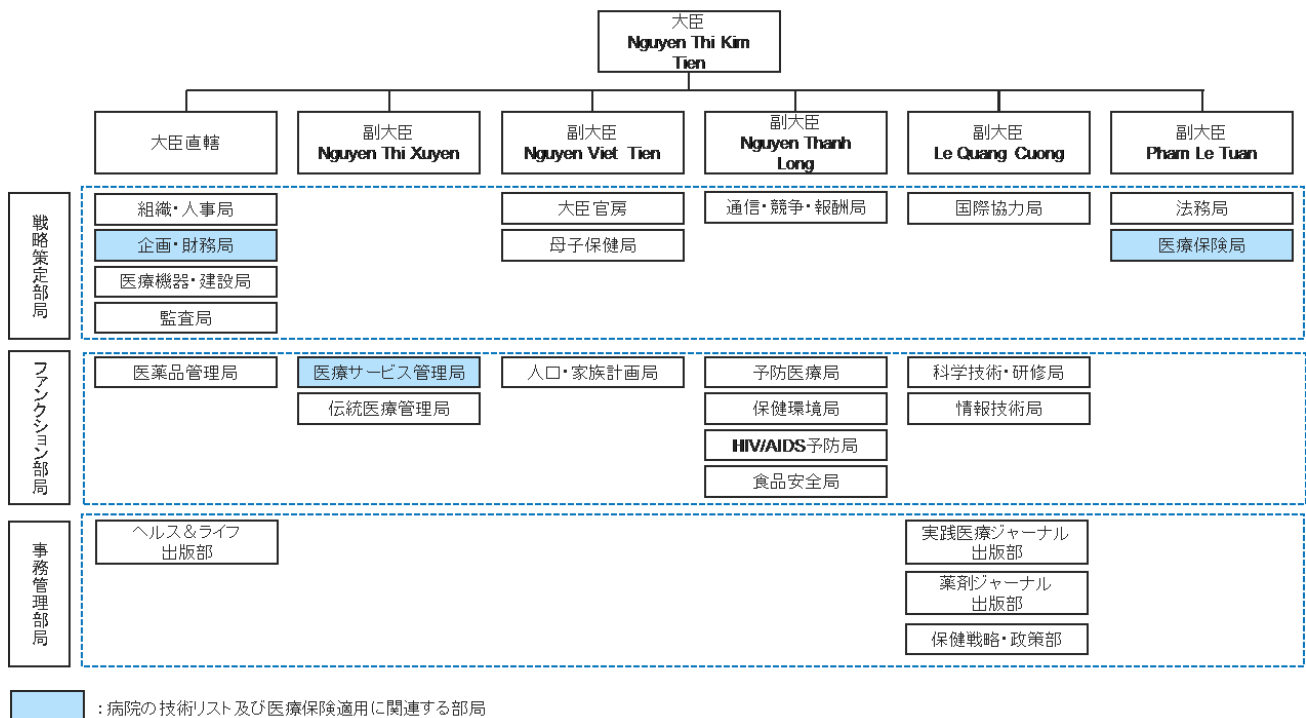 大臣
Nguyen Thi Kim
Tien
大臣直轄
副大臣
Nguyen Thi Xuyen
副大臣
Nguyen Viet Tien
副大臣
Nguyen Thanh
Long
副大臣
Le Quang Cuong
副大臣
Pham Le Tuan
戦略策定部局
組織・人事局
大臣官房
通信・競争・報酬局
国際協力局
法務局
企画・財務局
母子保健局
医療保険局
医療機器・建設局
監査局
ファンクション部局
医薬品管理局
医療サービス管理局
人口・家族計画局
予防医療局
科学技術・研修局
伝統医療管理局
保健環境局
情報技術局
HIV/AIDS予防局
食品安全局
事務管理部局
ヘルス&ライフ
出版部
実践医療ジャーナル
出版部
薬剤ジャーナル
出版部
保健戦略・政策部
:病院の技術リスト及び医療保険適用に関連する部局